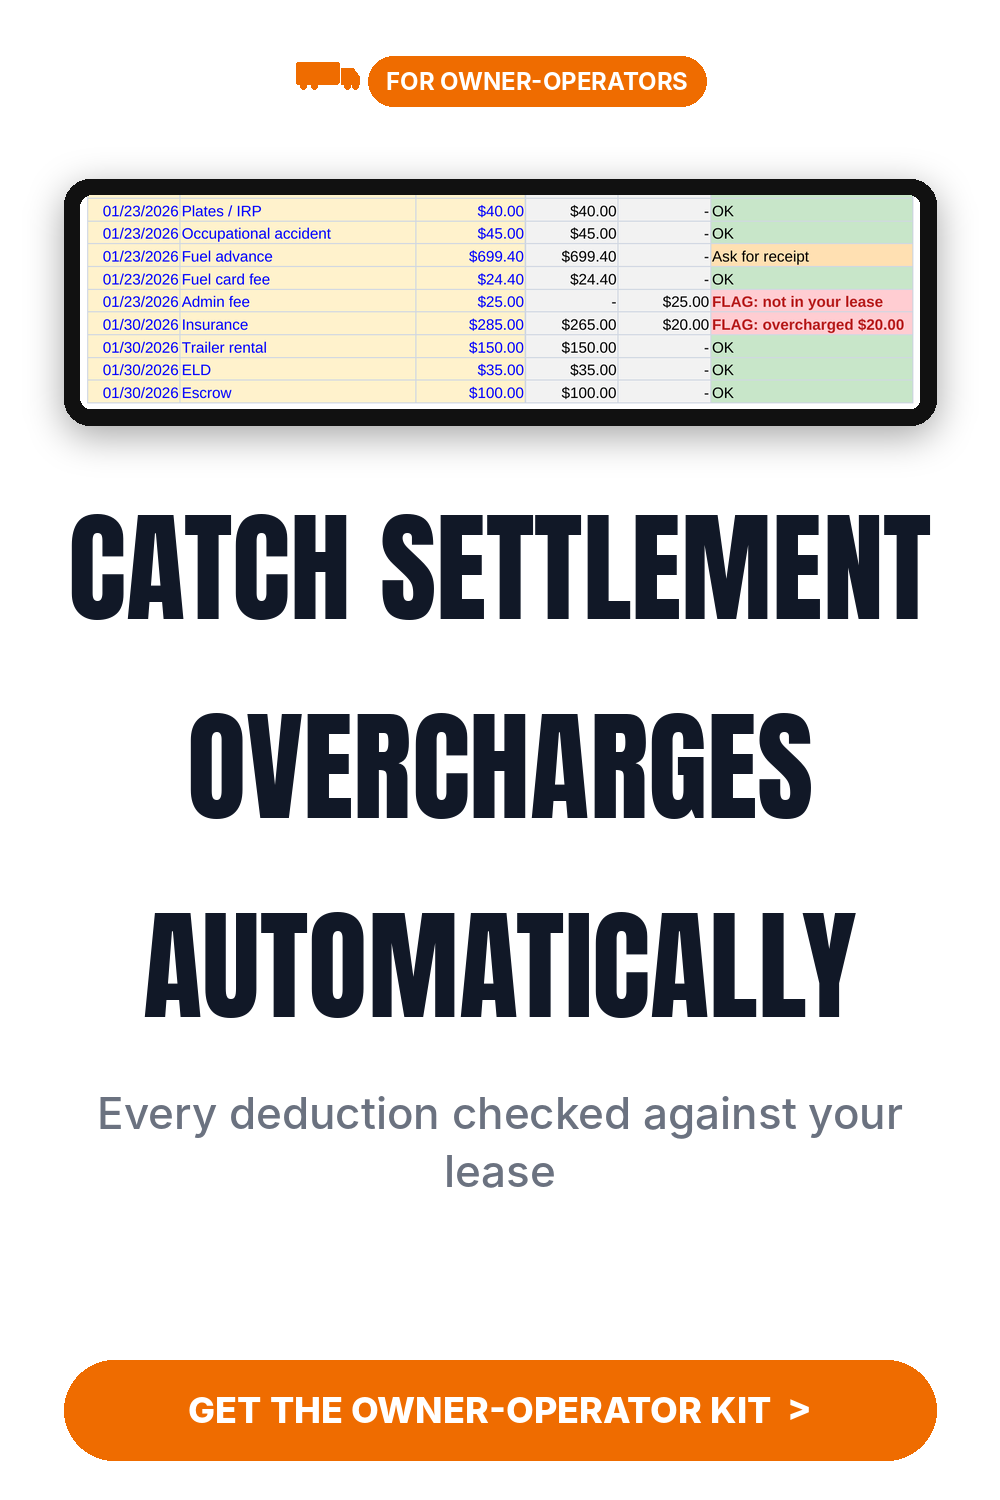 FOR OWNER-OPERATORS
01/23/2026 Plates / IRP $40.00 $40.00 - OK
01/23/2026 Occupational accident $45.00 $45.00 - OK
01/23/2026 Fuel advance $699.40 $699.40 - Ask for receipt
01/23/2026 Fuel card fee $24.40 $24.40 - OK
01/23/2026 Admin fee $25.00 - $25.00 FLAG: not in your lease
01/30/2026 Insurance $285.00 $265.00 $20.00 FLAG: overcharged $20.00
01/30/2026 Trailer rental $150.00 $150.00 - OK
01/30/2026 ELD $35.00 $35.00 - OK
01/30/2026 Escrow $100.00 $100.00 - OK
CATCH SETTLEMENT
OVERCHARGES
AUTOMATICALLY
Every deduction checked against your
lease
GET THE OWNER-OPERATOR KIT >